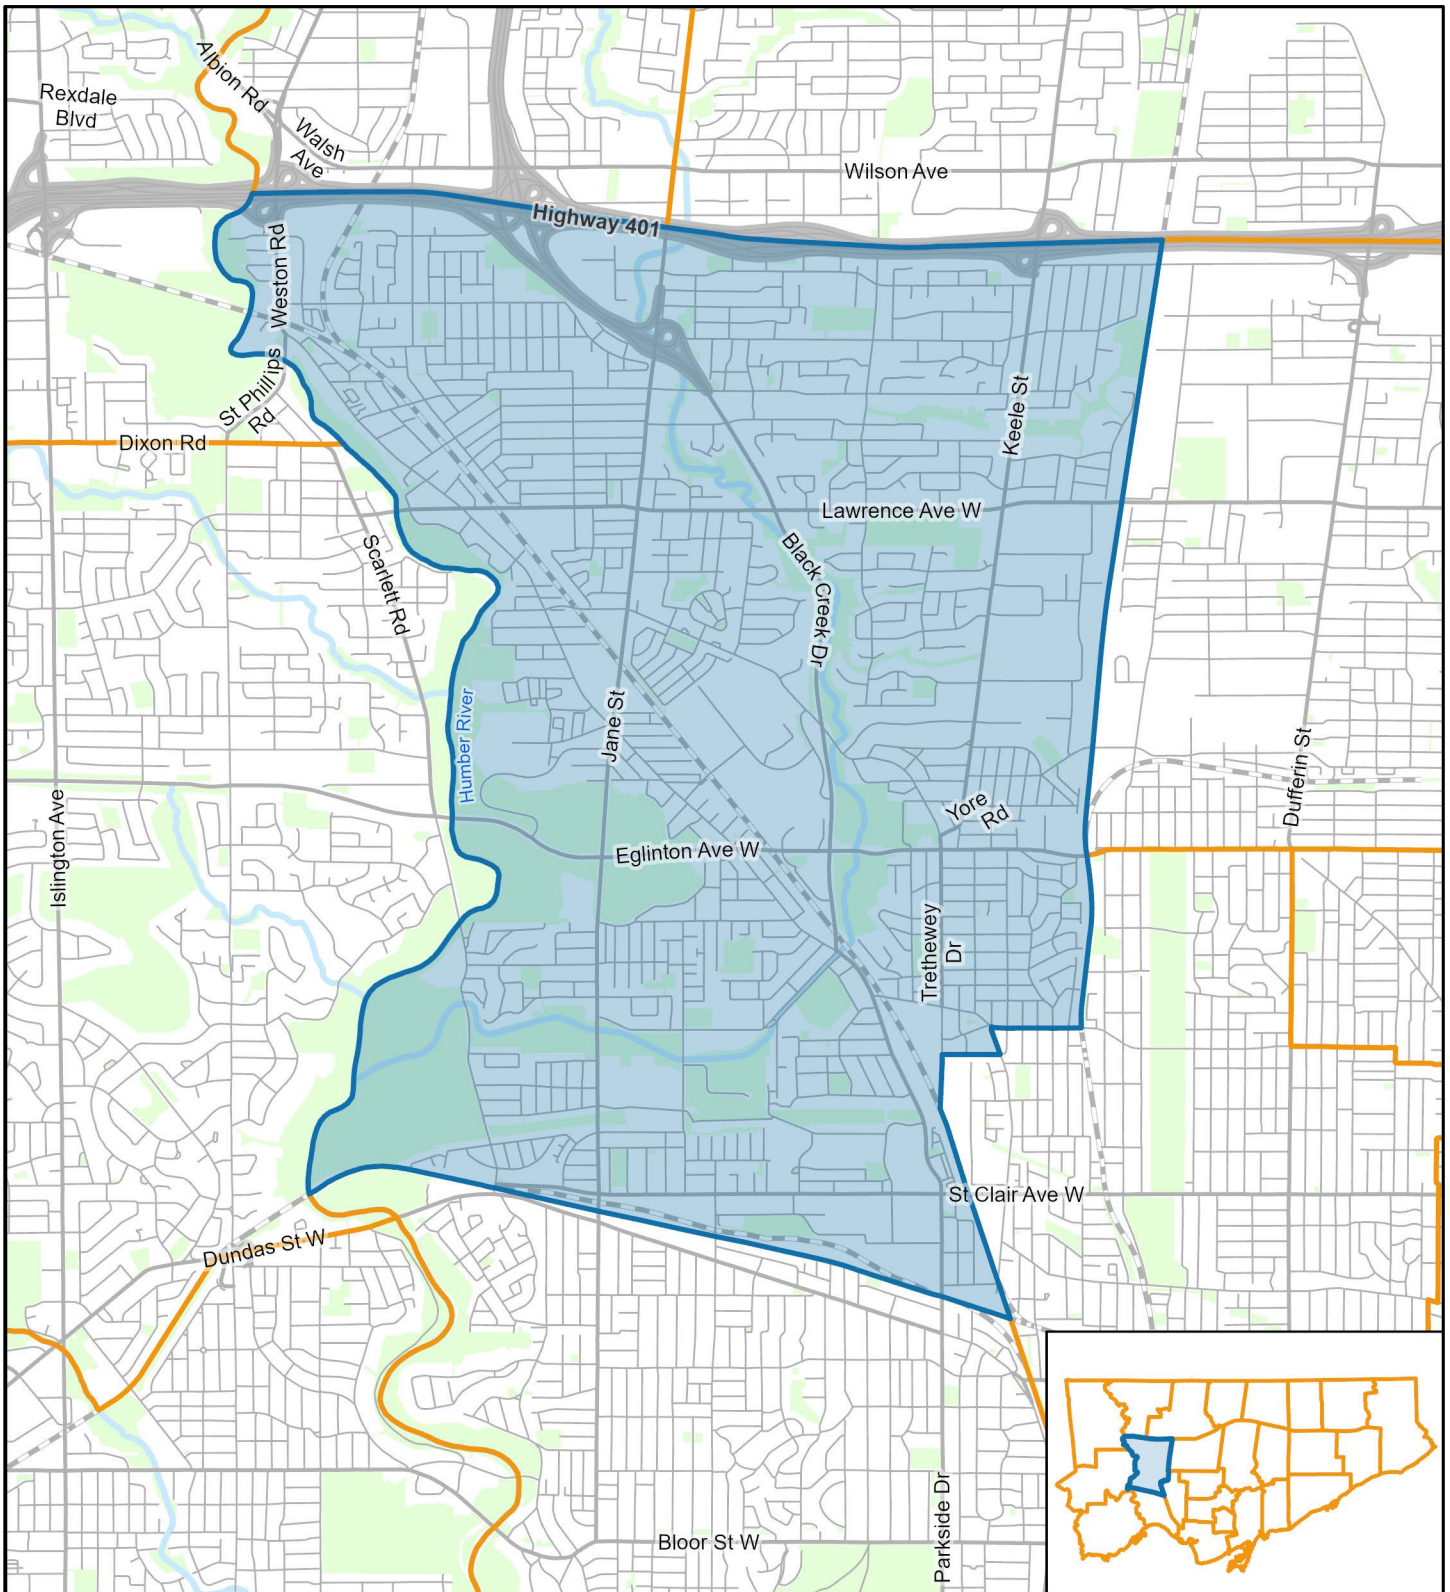 Albion Rd
Rexdale
Blvd
Walsh
Ave
Wilson Ave
Highway 401
Weston Rd
St Phillips
Rd
Keele St
Dixon Rd
Lawrence Ave W
Scarlett Rd
Black Creek Dr
Humber River
Jane St
Dufferin St
Yore
Rd
Islington Ave
Eglinton Ave W
Trethewey
Dr
St Clair Ave W
Dundas St W
Parkside Dr
Bloor St W